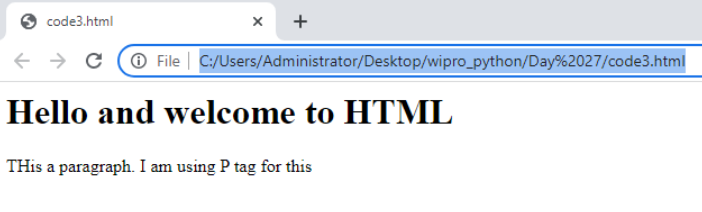 code3.html
File C:/Users/Administrator/Desktop/wipro_python/Day%2027/code3.html
Hello and welcome to HTML
THis a paragraph. I am using P tag for this